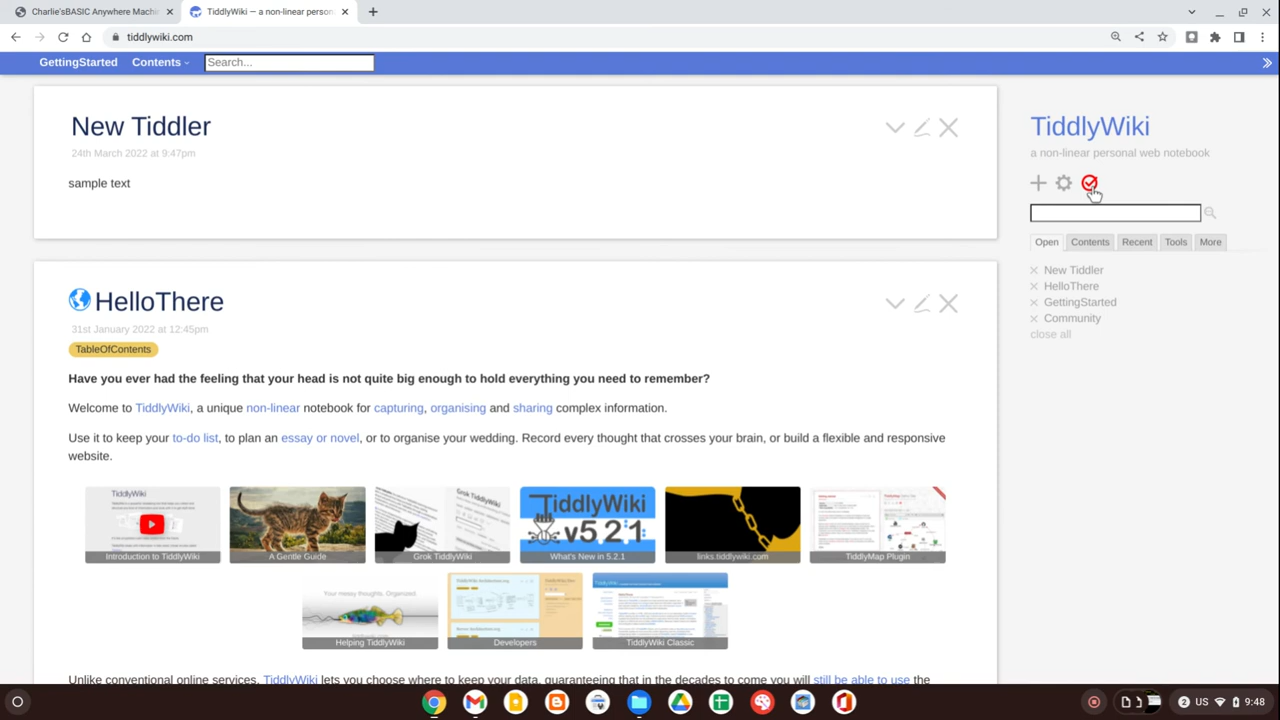 Charlie'sBASIC Anywhere Machi
TiddlyWiki — a non-linear person
tiddlywiki.com
GettingStarted
Contents
Search...
New Tiddler
24th March 2022 at 9:47pm
sample text
TiddlyWiki
a non-linear personal web notebook
Open
Contents
Recent
Tools
More
New Tiddler
HelloThere
GettingStarted
Community
close all
HelloThere
31st January 2022 at 12:45pm
TableOfContents
Have you ever had the feeling that your head is not quite big enough to hold everything you need to remember?
Welcome to TiddlyWiki, a unique non-linear notebook for capturing, organising and sharing complex information.
Use it to keep your to-do list, to plan an essay or novel, or to organise your wedding. Record every thought that crosses your brain, or build a flexible and responsive
website.
TiddlyWiki
Introduction to TiddlyWiki
A Gentle Guide
Grok TiddlyWiki
Grok TiddlyWiki
TiddlyWiki
v5.2.1
What's New in 5.2.1
links.tiddlywiki.com
TiddlyMap Plugin
Your messy thoughts. Organized.
Helping TiddlyWiki
Developers
TiddlyWiki Classic
Unlike conventional online services, TiddlyWiki lets you choose where to keep your data, guaranteeing that in the decades to come you will still be able to use the
2
US
9:48